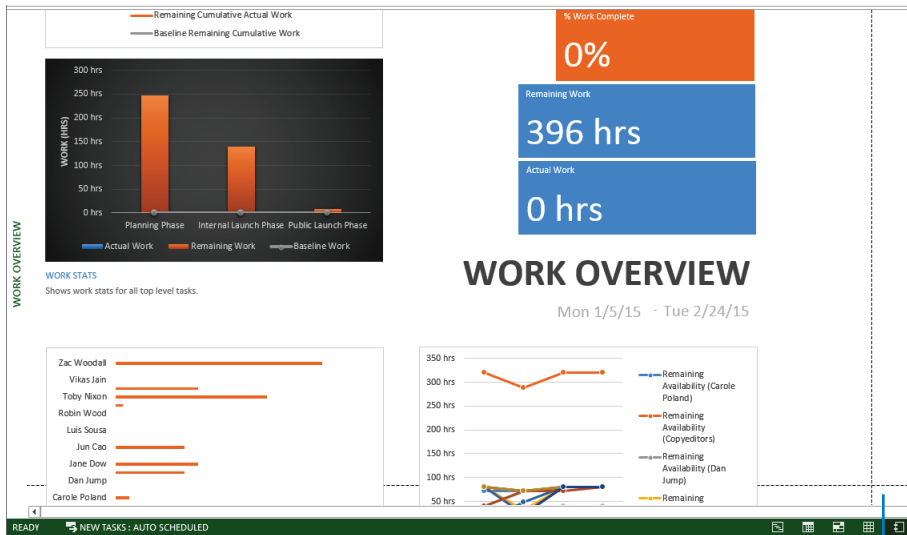 Remaining Cumulative Actual Work
Baseline Remaining Cumulative Work
% Work Complete
0%
Remaining Work
396 hrs
Actual Work
0 hrs
300 hrs
250 hrs
200 hrs
150 hrs
100 hrs
50 hrs
0 hrs
WORK (HRS)
Planning Phase
Internal Launch Phase
Public Launch Phase
Actual Work
Remaining Work
Baseline Work
WORK OVERVIEW
WORK STATS
Shows work stats for all top level tasks.
WORK OVERVIEW
Mon 1/5/15 - Tue 2/24/15
Zac Woodall
Vikas Jain
Toby Nixon
Robin Wood
Luis Sousa
Jun Cao
Jane Dow
Dan Jump
Carole Poland
350 hrs
300 hrs
250 hrs
200 hrs
150 hrs
100 hrs
50 hrs
Remaining
Availability (Carole
Poland)
Remaining
Availability
(Copyeditors)
Remaining
Availability (Dan
Jump)
Remaining
READY
NEW TASKS : AUTO SCHEDULED